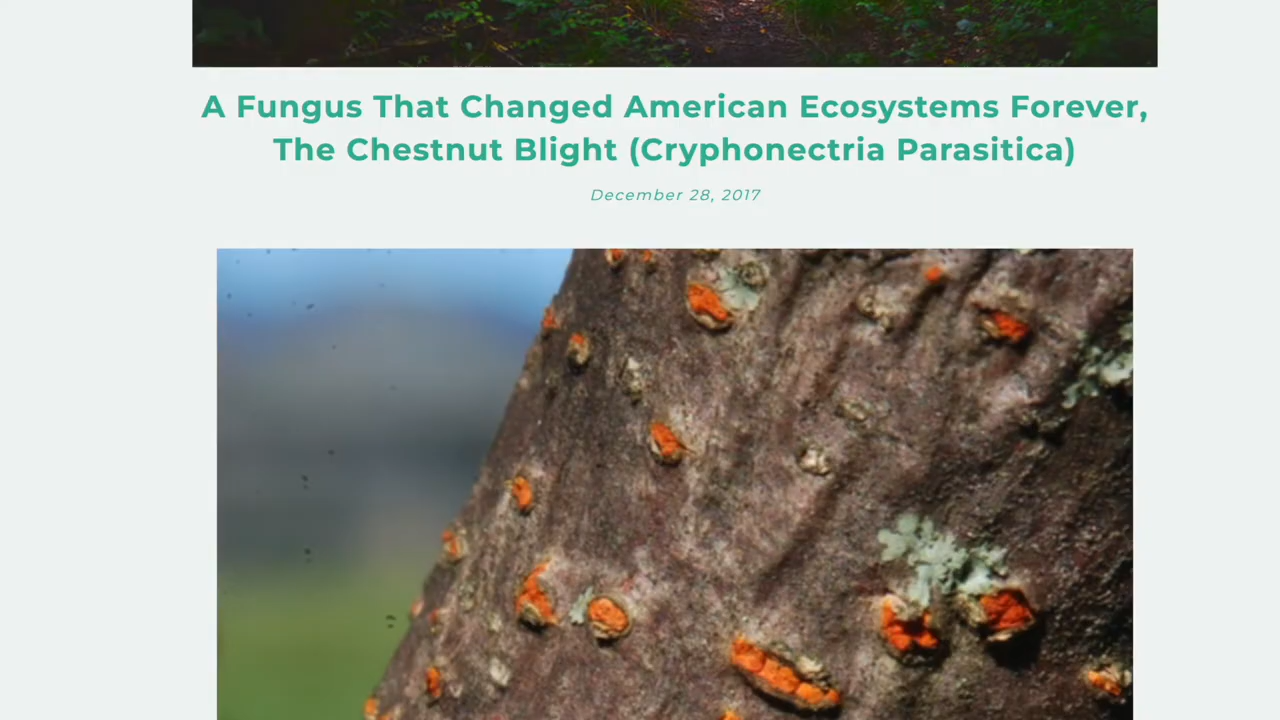 A Fungus That Changed American Ecosystems Forever,
The Chestnut Blight (Cryphonectria Parasitica)
December 28, 2017